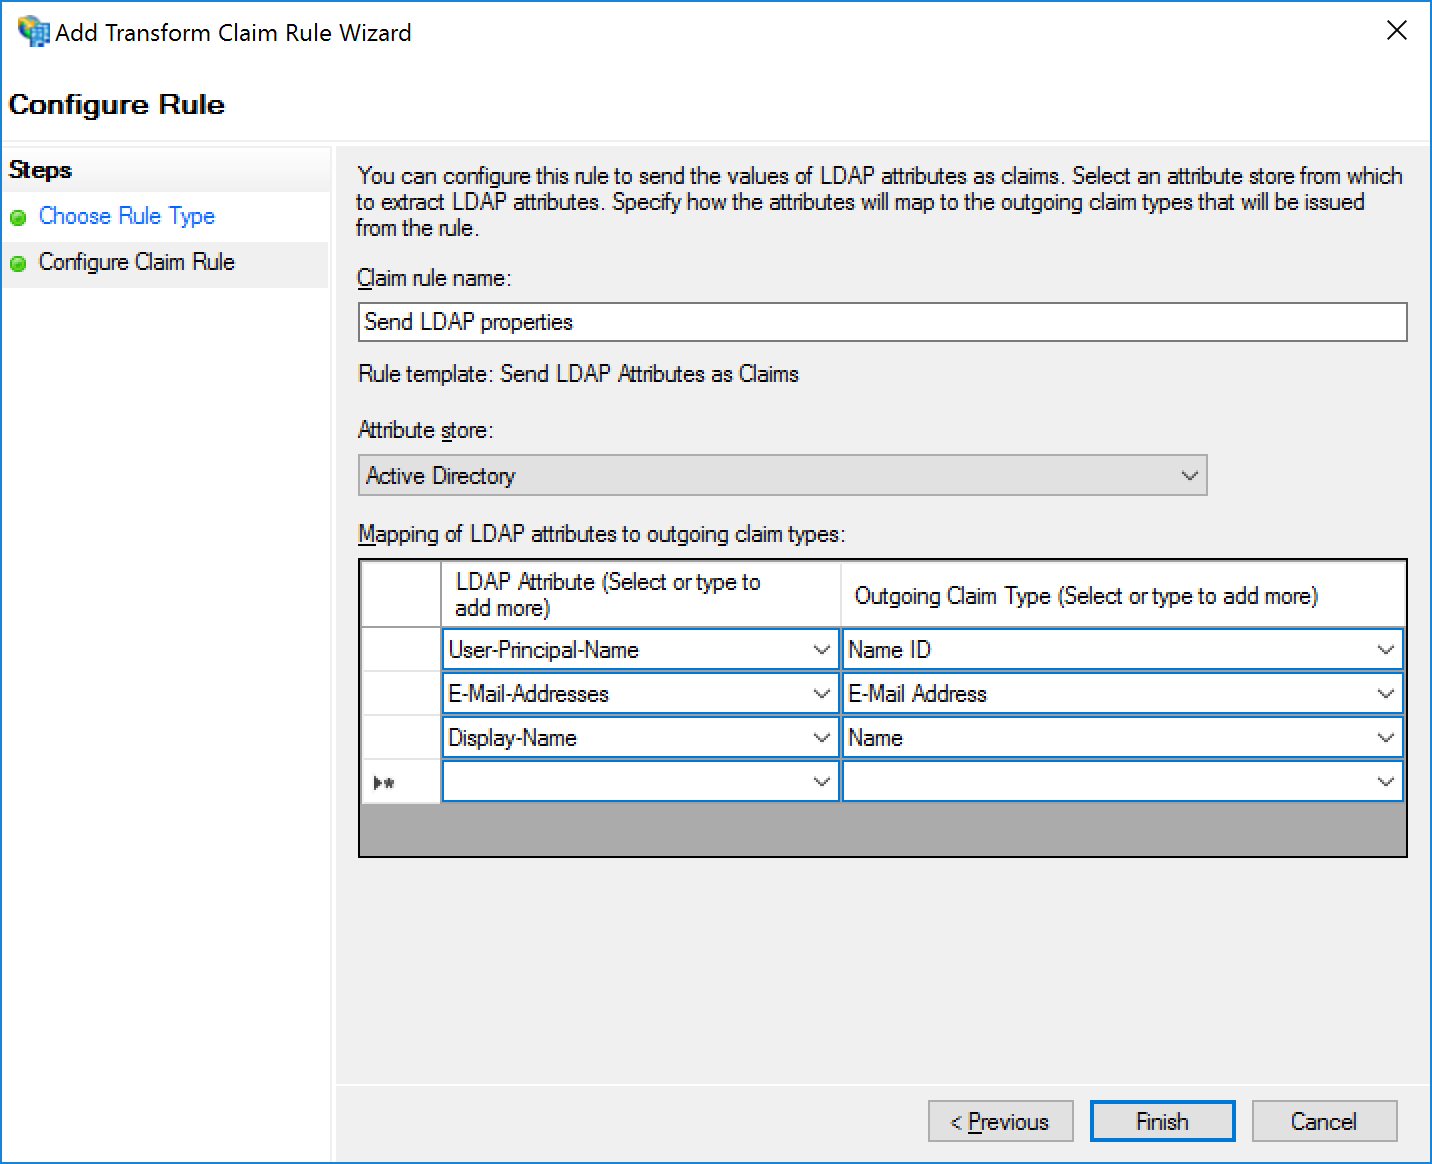 Add Transform Claim Rule Wizard
Configure Rule
Steps
Choose Rule Type
Configure Claim Rule
You can configure this rule to send the values of LDAP attributes as claims. Select an attribute store from which
to extract LDAP attributes. Specify how the attributes will map to the outgoing claim types that will be issued
from the rule.
Claim rule name:
Send LDAP properties
Rule template: Send LDAP Attributes as Claims
Attribute store:
Active Directory
Mapping of LDAP attributes to outgoing claim types:
LDAP Attribute (Select or type to
add more)
Outgoing Claim Type (Select or type to add more)
User-Principal-Name
Name ID
E-Mail-Addresses
E-Mail Address
Display-Name
Name
< Previous
Finish
Cancel